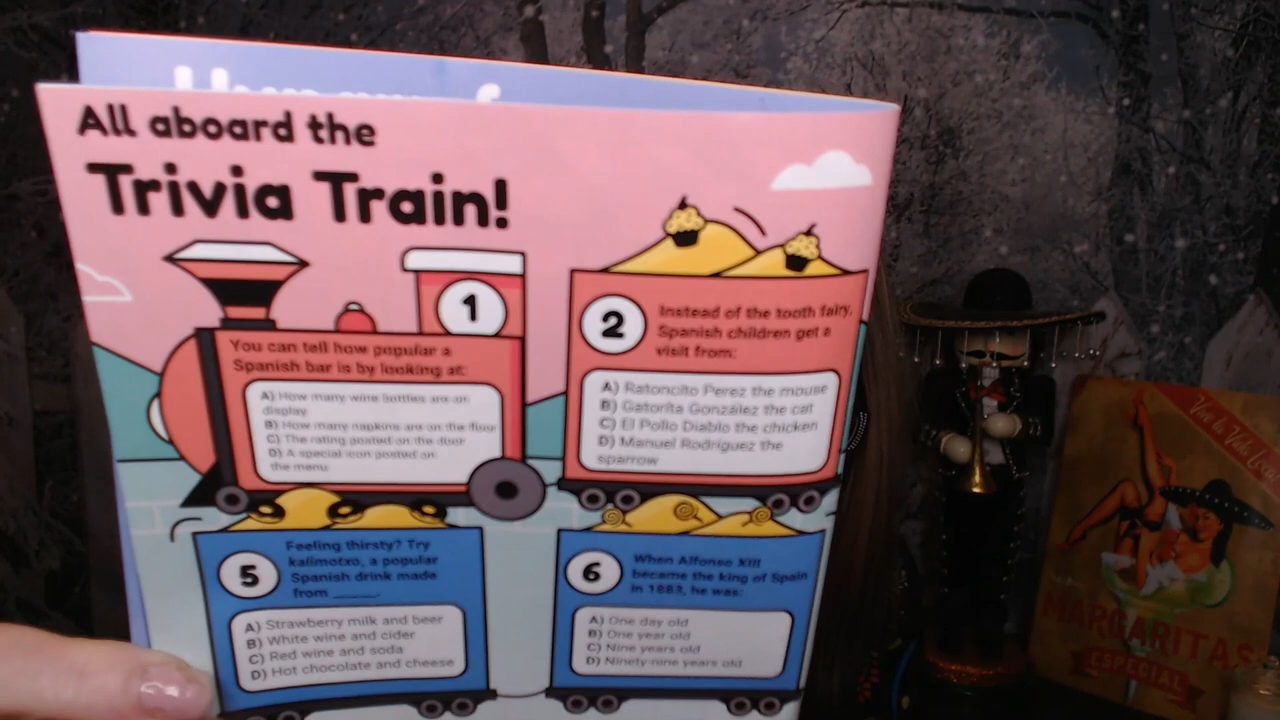 All aboard the
Trivia Train!
1
You can tell how popular a
Spanish bar is by looking at:
A) How many wine bottles are on
display
B) How many napkins are on the floor
C) The rating posted on the door
D) A special icon posted on
the menu
2
Instead of the tooth fairy,
Spanish children get a
visit from:
A) Ratoncito Perez the mouse
B) Gatorita González the cat
C) El Pollo Diablo the chicken
D) Manuel Rodriguez the
sparrow
5
Feeling thirsty? Try
kalimotxo, a popular
Spanish drink made
from ______.
A) Strawberry milk and beer
B) White wine and cider
C) Red wine and soda
D) Hot chocolate and cheese
6
When Alfonso XIII
became the king of Spain
in 1883, he was:
A) One day old
B) One year old
C) Nine years old
D) Ninety-nine years old
MARGARITAS
ESPECIAL